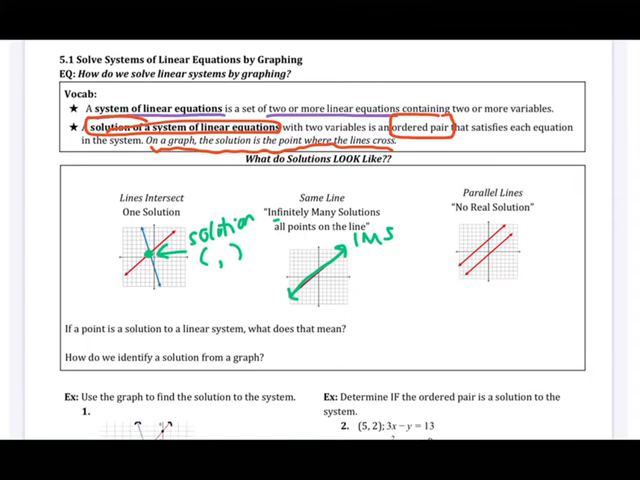 5.1 Solve Systems of Linear Equations by Graphing
EQ: How do we solve linear systems by graphing?
Vocab:
★ A system of linear equations is a set of two or more linear equations containing two or more variables.
★ A solution of a system of linear equations with two variables is an ordered pair that satisfies each equation
in the system. On a graph, the solution is the point where the lines cross.
What do Solutions LOOK Like??
Lines Intersect
One Solution
solution
( , )
Same Line
"Infinitely Many Solutions
all points on the line"
IMS
Parallel Lines
"No Real Solution"
If a point is a solution to a linear system, what does that mean?
How do we identify a solution from a graph?
Ex: Use the graph to find the solution to the system.
1.
Ex: Determine IF the ordered pair is a solution to the
system.
2. (5, 2); 3x − y = 13